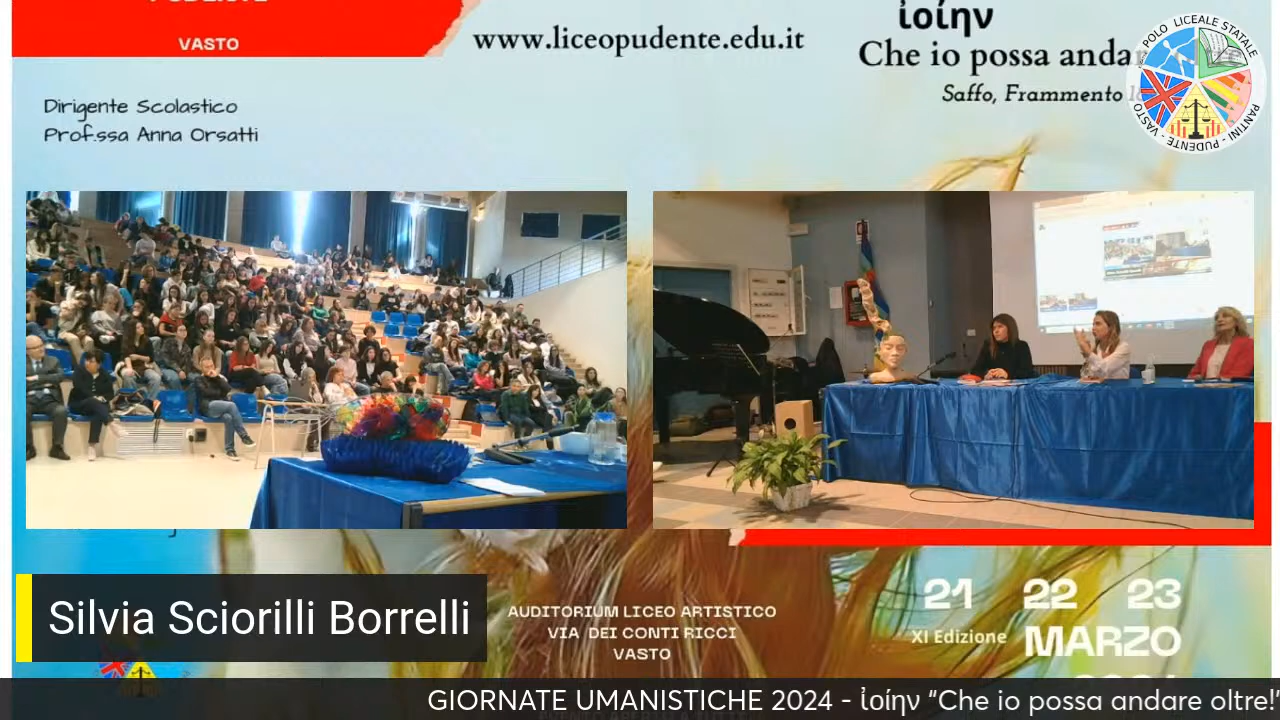 VASTO
www.liceopudente.edu.it
ἰοίην
Che io possa andar
Saffo, Frammento
Dirigente Scolastico
Prof.ssa Anna Orsatti
POLO LICEALE STATALE
PANTINI - PUDENTE - VASTO
Silvia Sciorilli Borrelli
AUDITORIUM LICEO ARTISTICO
VIA DEI CONTI RICCI
VASTO
21 22 23
XI Edizione MARZO
GIORNATE UMANISTICHE 2024 - ἰοίην “Che io possa andare oltre!"